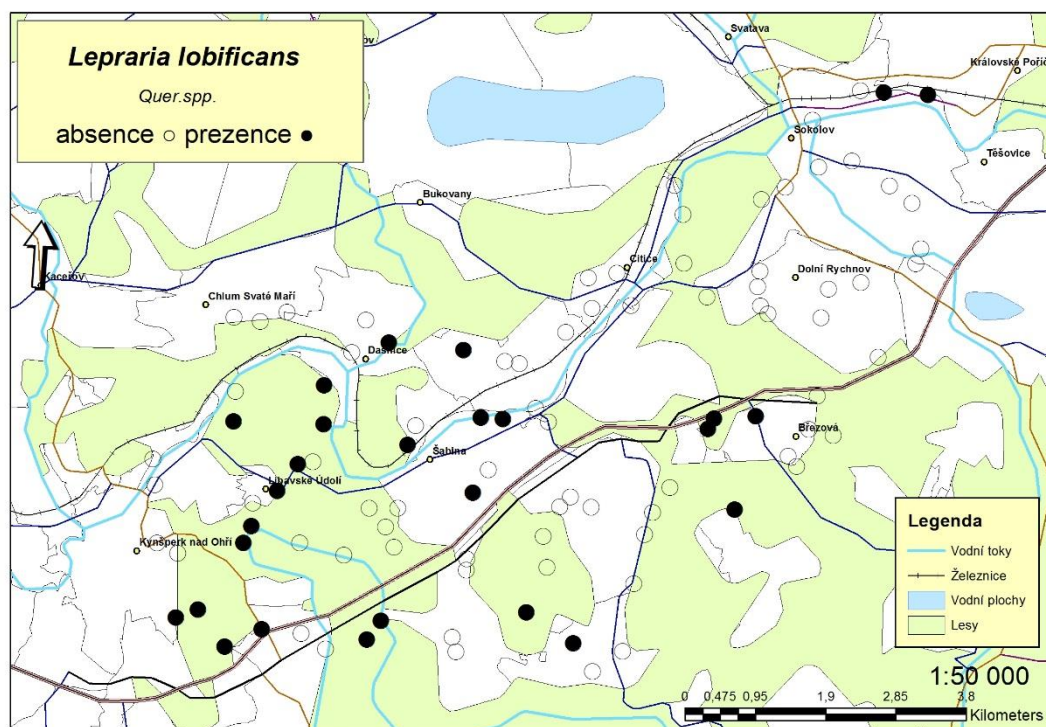 Lepraria lobificans
Quer.spp.
absence ○ prezence ●
Svatava
Královské Poříč
Sokolov
Těšovice
Bukovany
Kaceřov
Citice
Dolní Rychnov
Chlum Svaté Maří
Dasnice
Šabina
Březová
Libavské Údolí
Kynšperk nad Ohří
Legenda
Vodní toky
Železnice
Vodní plochy
Lesy
1:50 000
0 0,475 0,95 1,9 2,85 3,8
Kilometers